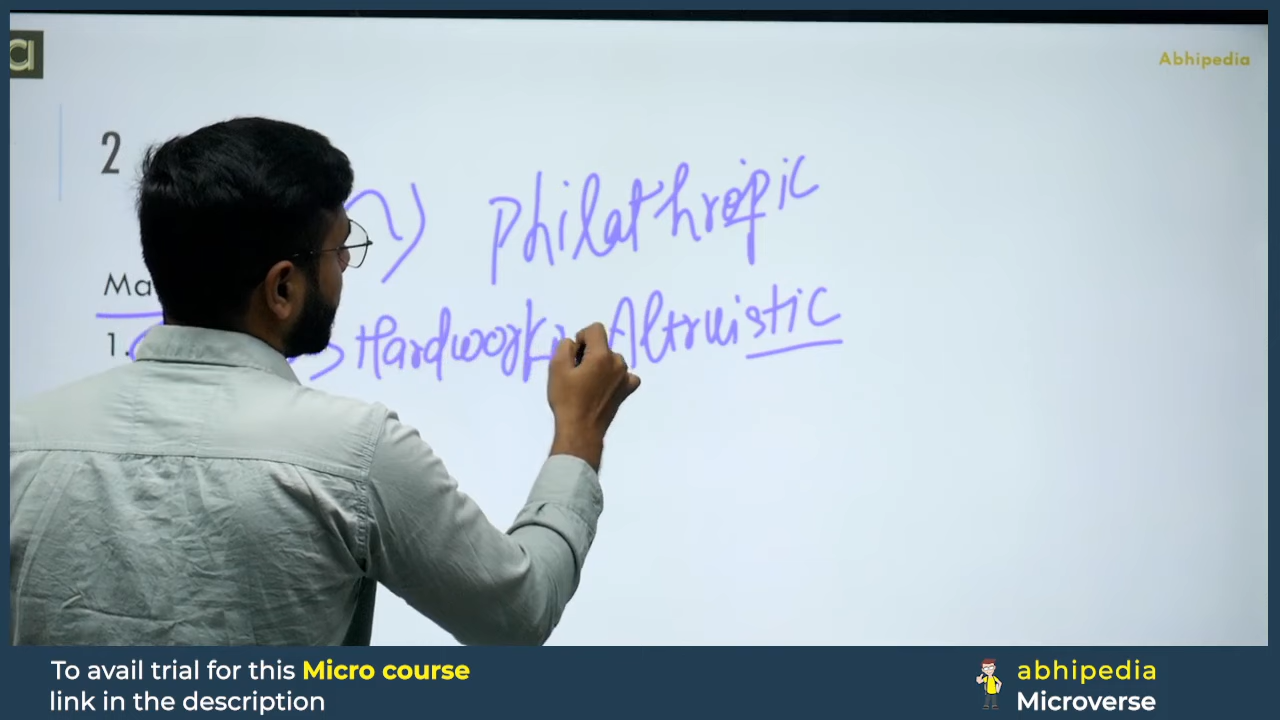 a
Abhipedia
2
Philathropic
Ma
1.
Altruistic
To avail trial for this Micro course
link in the description
abhipedia
Microverse